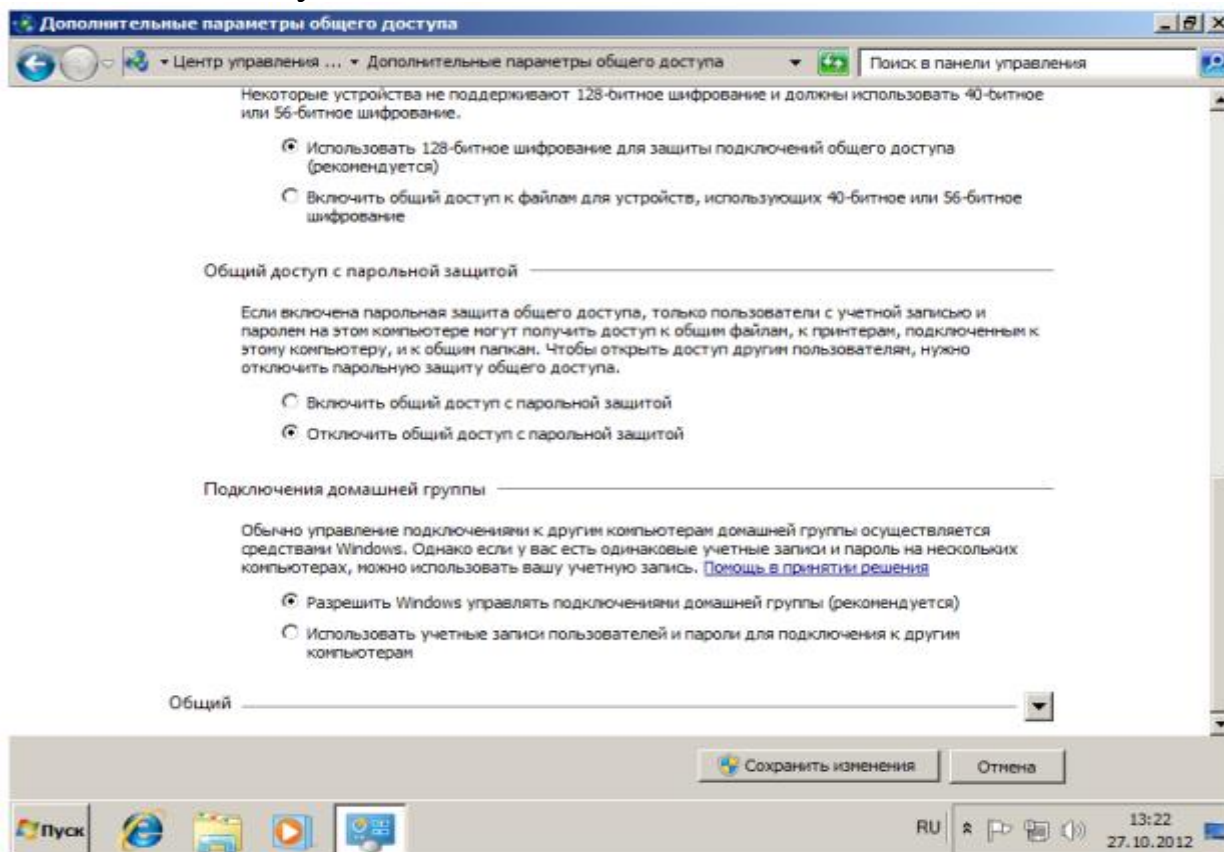 Дополнительные параметры общего доступа
Центр управления ... Дополнительные параметры общего доступа
Поиск в панели управления
Некоторые устройства не поддерживают 128-битное шифрование и должны использовать 40-битное
или 56-битное шифрование.
Использовать 128-битное шифрование для защиты подключений общего доступа
(рекомендуется)
Включить общий доступ к файлам для устройств, использующих 40-битное или 56-битное
шифрование
Общий доступ с парольной защитой
Если включена парольная защита общего доступа, только пользователи с учетной записью и
паролем на этом компьютере могут получить доступ к общим файлам, к принтерам, подключенным к
этому компьютеру, и к общим папкам. Чтобы открыть доступ другим пользователям, нужно
отключить парольную защиту общего доступа.
Включить общий доступ с парольной защитой
Отключить общий доступ с парольной защитой
Подключения домашней группы
Обычно управление подключениями к другим компьютерам домашней группы осуществляется
средствами Windows. Однако если у вас есть одинаковые учетные записи и пароль на нескольких
компьютерах, можно использовать вашу учетную запись. Помощь в принятии решения
Разрешить Windows управлять подключениями домашней группы (рекомендуется)
Использовать учетные записи пользователей и пароли для подключения к другим
компьютерам
Общий
Сохранить изменения
Отмена
Пуск
RU
13:22
27.10.2012